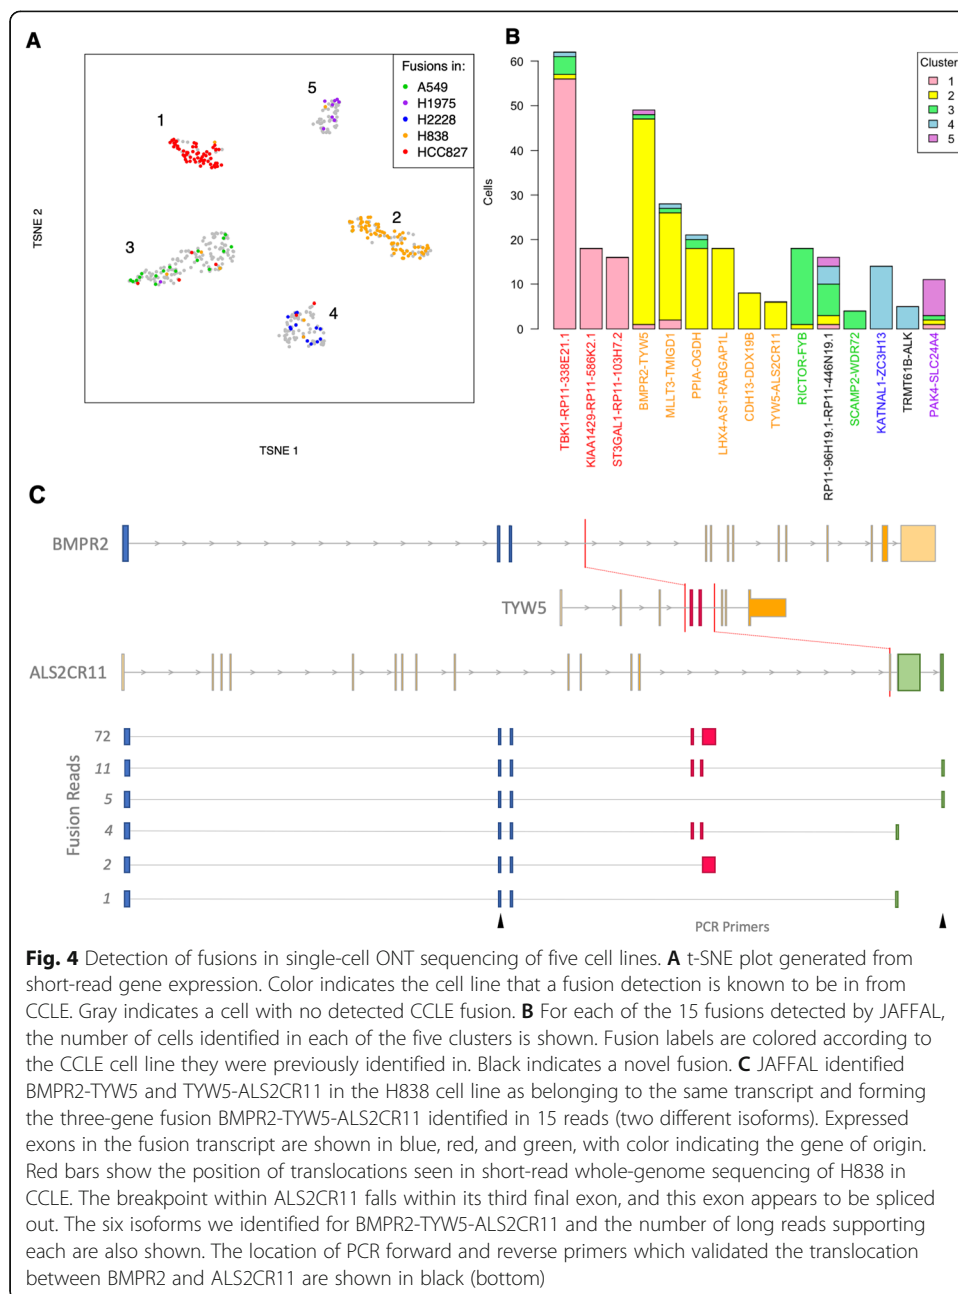 A
Fusions in:
A549
H1975
H2228
H838
HCC827
1
5
2
3
4
TSNE 2
TSNE 1
B
Cluster
1
2
3
4
5
Cells
60
50
40
30
20
10
0
TBK1-RP11-338E21.1
KIAA1429-RP11-586K2.1
ST3GAL1-RP11-103H7.2
BMPR2-TYW5
MLLT3-TMIGD1
PPIA-OGDH
LHX4-AS1-RABGAP1L
CDH13-DDX19B
TYW5-ALS2CR11
RICTOR-FYB
RP11-96H19.1-RP11-446N19.1
SCAMP2-WDR72
KATNAL1-ZC3H13
TRMT61B-ALK
PAK4-SLC24A4
C
BMPR2
TYW5
ALS2CR11
Fusion Reads
72
11
5
4
2
1
PCR Primers
Fig. 4 Detection of fusions in single-cell ONT sequencing of five cell lines. A t-SNE plot generated from
short-read gene expression. Color indicates the cell line that a fusion detection is known to be in from
CCLE. Gray indicates a cell with no detected CCLE fusion. B For each of the 15 fusions detected by JAFFAL,
the number of cells identified in each of the five clusters is shown. Fusion labels are colored according to
the CCLE cell line they were previously identified in. Black indicates a novel fusion. C JAFFAL identified
BMPR2-TYW5 and TYW5-ALS2CR11 in the H838 cell line as belonging to the same transcript and forming
the three-gene fusion BMPR2-TYW5-ALS2CR11 identified in 15 reads (two different isoforms). Expressed
exons in the fusion transcript are shown in blue, red, and green, with color indicating the gene of origin.
Red bars show the position of translocations seen in short-read whole-genome sequencing of H838 in
CCLE. The breakpoint within ALS2CR11 falls within its third final exon, and this exon appears to be spliced
out. The six isoforms we identified for BMPR2-TYW5-ALS2CR11 and the number of long reads supporting
each are also shown. The location of PCR forward and reverse primers which validated the translocation
between BMPR2 and ALS2CR11 are shown in black (bottom)